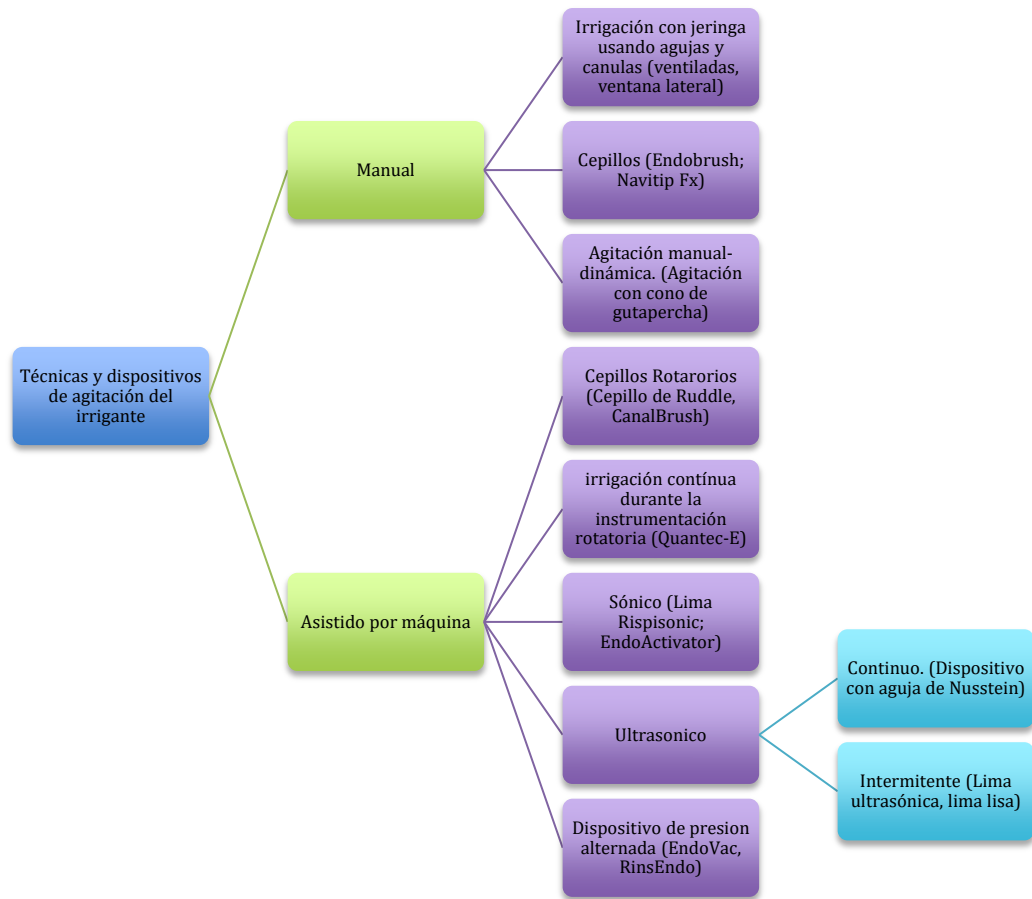 Irrigación con jeringa
usando agujas y
canulas (ventiladas,
ventana lateral)
Manual
Cepillos (Endobrush;
Navitip Fx)
Agitación manual-
dinámica. (Agitación
con cono de
gutapercha)
Técnicas y dispositivos
de agitación del
irrigante
Cepillos Rotarorios
(Cepillo de Ruddle,
CanalBrush)
irrigación contínua
durante la
instrumentación
rotatoria (Quantec-E)
Asistido por máquina
Sónico (Lima
Rispisonic;
EndoActivator)
Continuo. (Dispositivo
con aguja de Nusstein)
Ultrasonico
Intermitente (Lima
ultrasónica, lima lisa)
Dispositivo de presion
alternada (EndoVac,
RinsEndo)